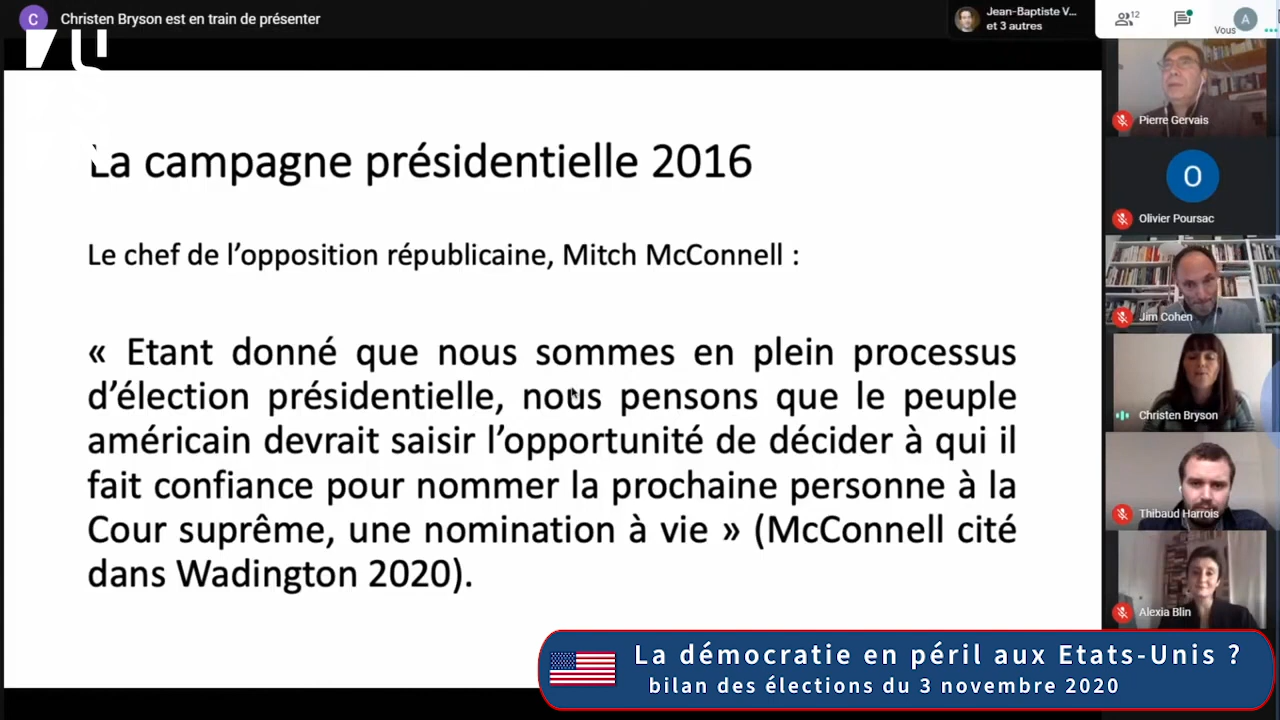 C Christen Bryson est en train de présenter
Jean-Baptiste V...
et 3 autres
12
Vous
A
La campagne présidentielle 2016
Le chef de l'opposition républicaine, Mitch McConnell :
« Etant donné que nous sommes en plein processus
d'élection présidentielle, nous pensons que le peuple
américain devrait saisir l'opportunité de décider à qui il
fait confiance pour nommer la prochaine personne à la
Cour suprême, une nomination à vie » (McConnell cité
dans Wadington 2020).
Pierre Gervais
O
Olivier Poursac
Jim Cohen
Christen Bryson
Thibaud Harrois
Alexia Blin
La démocratie en péril aux Etats-Unis ?
bilan des élections du 3 novembre 2020